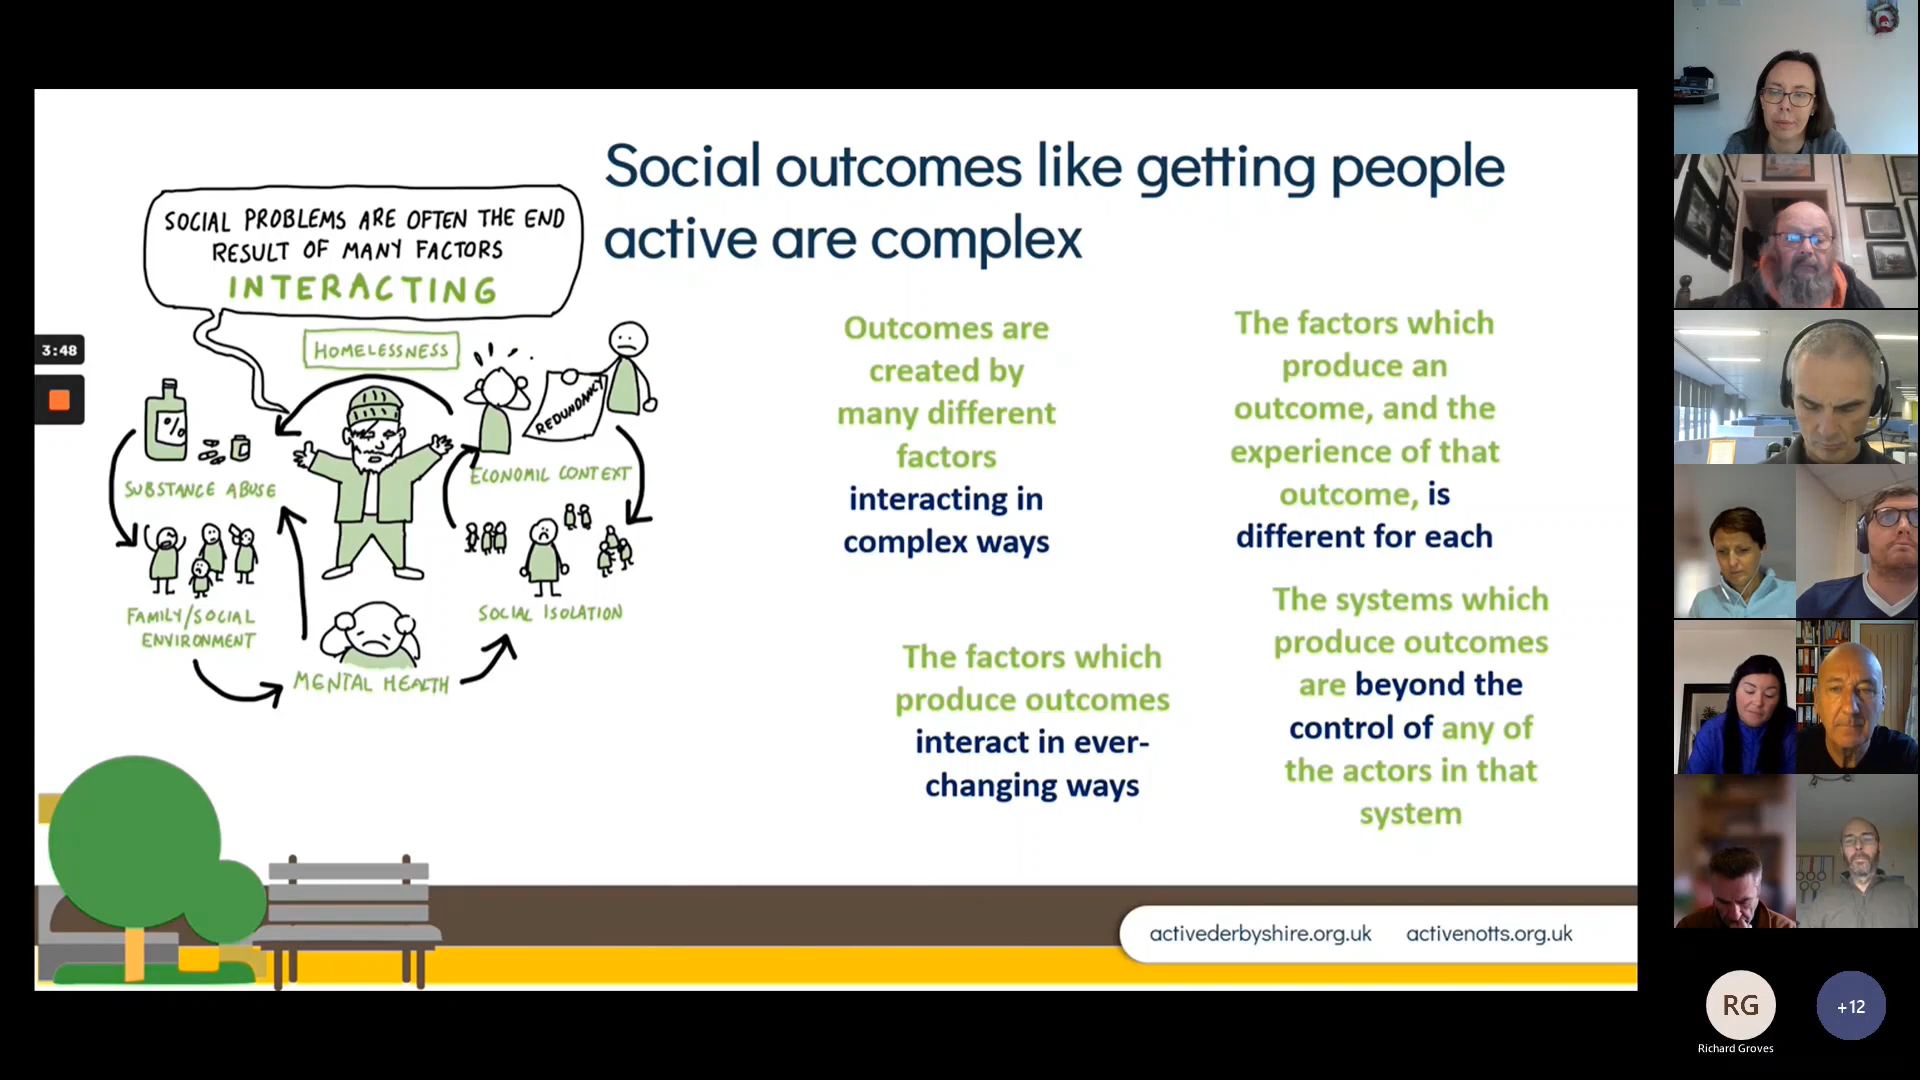 Social outcomes like getting people
active are complex
SOCIAL PROBLEMS ARE OFTEN THE END
RESULT OF MANY FACTORS
INTERACTING
HOMELESSNESS
REDUNDANCY
%
SUBSTANCE ABUSE
ECONOMIC CONTEXT
FAMILY/SOCIAL
ENVIRONMENT
SOCIAL ISOLATION
MENTAL HEALTH
3:48
Outcomes are
created by
many different
factors
interacting in
complex ways
The factors which
produce an
outcome, and the
experience of that
outcome, is
different for each
The factors which
produce outcomes
interact in ever-
changing ways
The systems which
produce outcomes
are beyond the
control of any of
the actors in that
system
activederbyshire.org.uk activenotts.org.uk
RG
Richard Groves
+12